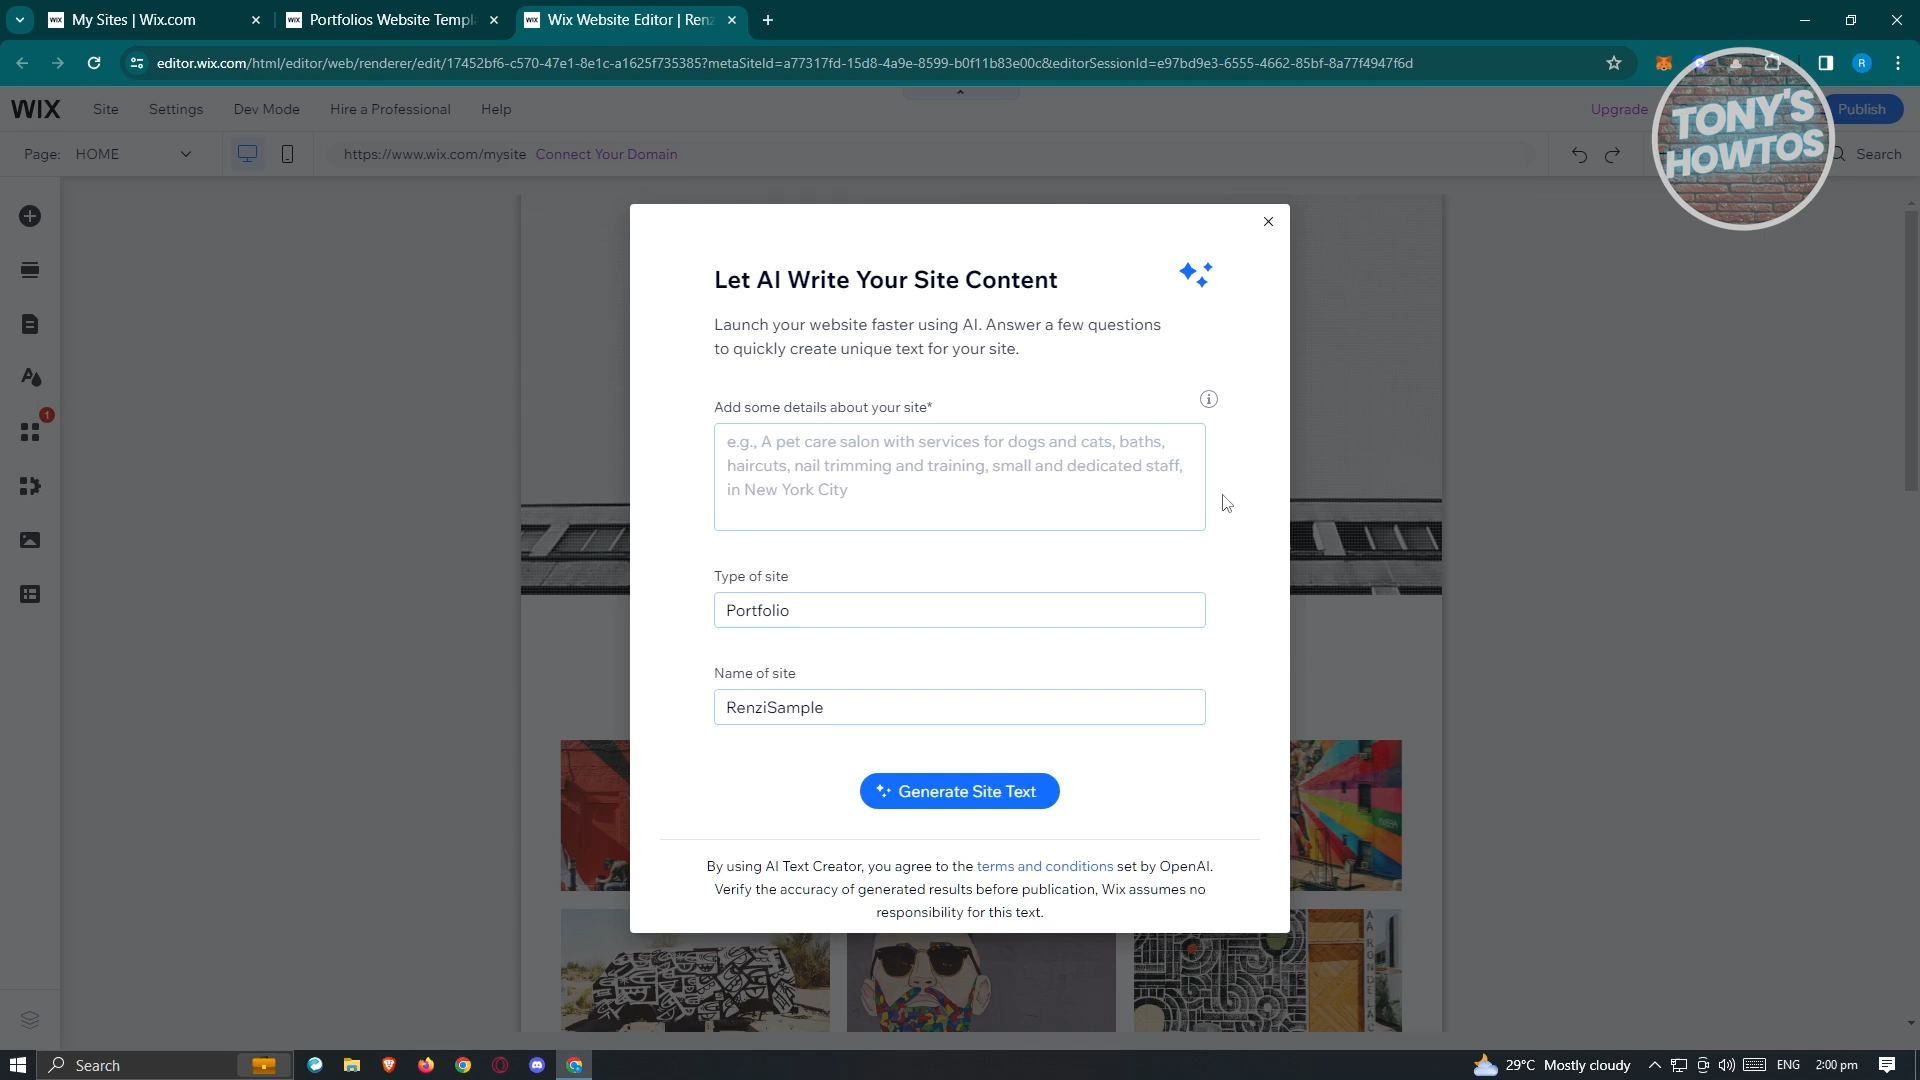 My Sites | Wix.com
Portfolios Website Templ
Wix Website Editor | Renz
editor.wix.com/html/editor/web/renderer/edit/17452bf6-c570-47e1-8e1c-a1625f735385?metaSiteId=a77317fd-15d8-4a9e-8599-b0f11b83e00c&editorSessionId=e97bd9e3-6555-4662-85bf-8a77f4947f6d
R
WIX
Site
Settings
Dev Mode
Hire a Professional
Help
Upgrade
Publish
TONY'S
HOWTOS
Page: HOME
https://www.wix.com/mysite Connect Your Domain
Search
1
Let AI Write Your Site Content
Launch your website faster using AI. Answer a few questions
to quickly create unique text for your site.
Add some details about your site*
e.g., A pet care salon with services for dogs and cats, baths,
haircuts, nail trimming and training, small and dedicated staff,
in New York City
Type of site
Portfolio
Name of site
RenziSample
Generate Site Text
By using AI Text Creator, you agree to the terms and conditions set by OpenAI.
Verify the accuracy of generated results before publication, Wix assumes no
responsibility for this text.
Search
29°C Mostly cloudy
ENG
2:00 pm